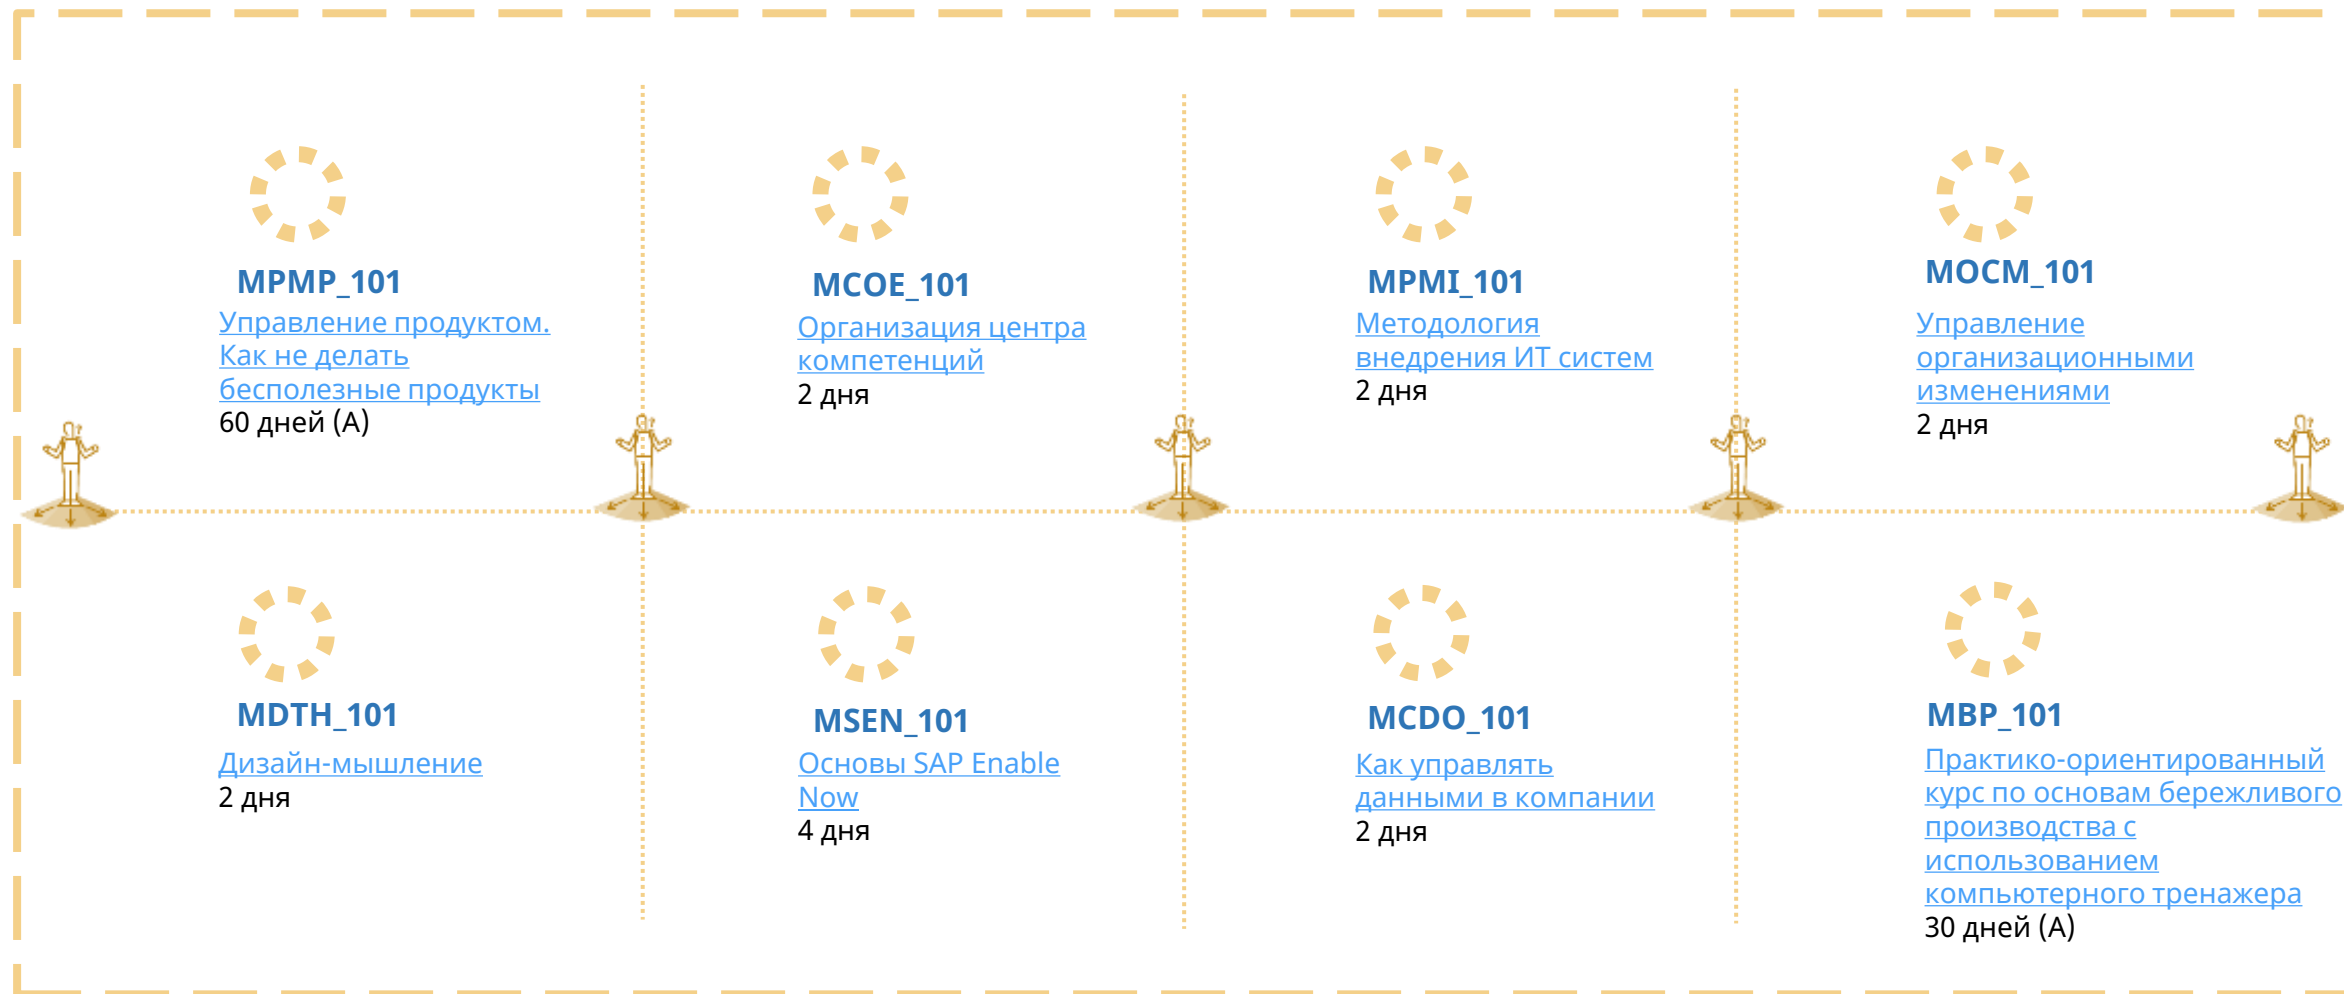 MPMP_101
Управление продуктом.
Как не делать
бесполезные продукты
60 дней (А)
MCOE_101
Организация центра
компетенций
2 дня
MPMI_101
Методология
внедрения ИТ систем
2 дня
MOCM_101
Управление
организационными
изменениями
2 дня
MDTH_101
Дизайн-мышление
2 дня
MSEN_101
Основы SAP Enable
Now
4 дня
MCDO_101
Как управлять
данными в компании
2 дня
MBP_101
Практико-ориентированный
курс по основам бережливого
производства с
использованием
компьютерного тренажера
30 дней (А)